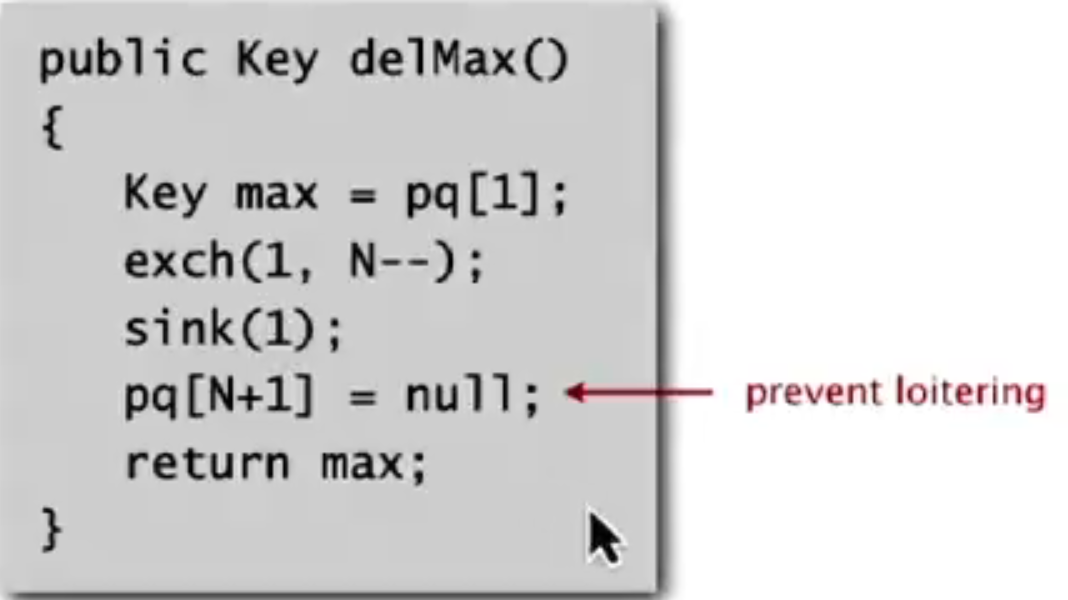 public Key delMax()
{
   Key max = pq[1];
   exch(1, N--);
   sink(1);
   pq[N+1] = null; prevent loitering
   return max;
}